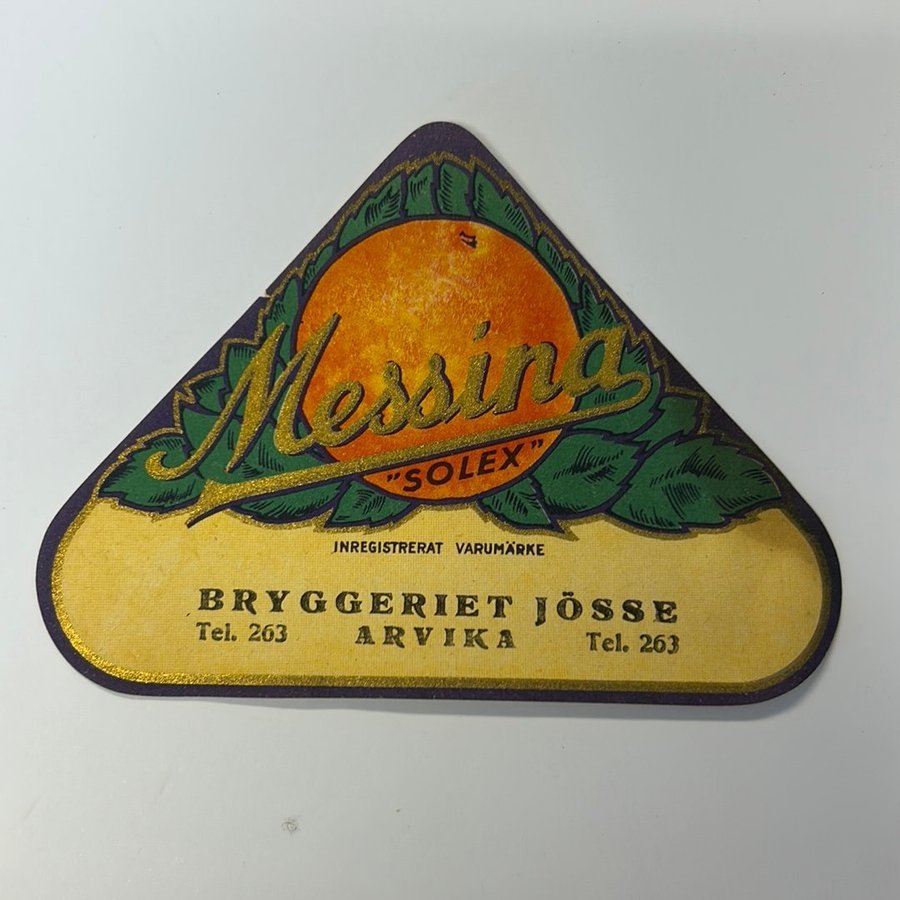 Messina
"SOLEX"
INREGISTRERAT VARUMÄRKE
BRYGGERIET JÖSSE
Tel. 263 ARVIKA Tel. 263